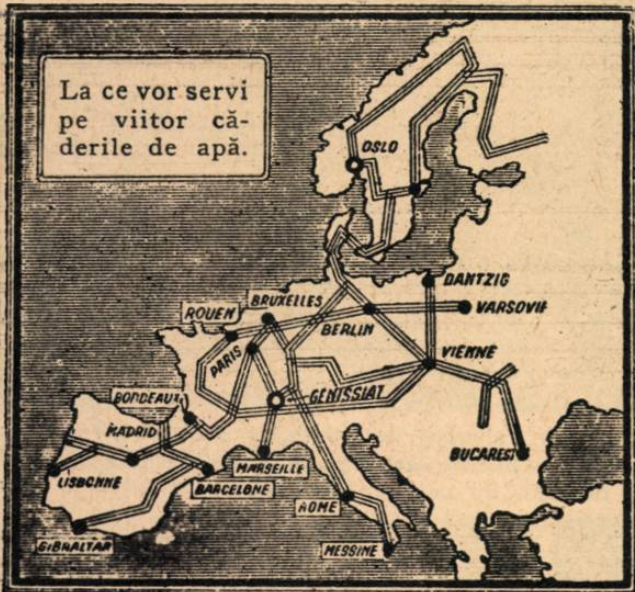 La ce vor servi
pe viitor că-
derile de apă.
OSLO
DANTZIG
VARSOVIE
BRUXELLES
ROUEN
BERLIN
PARIS
VIENNE
GÉNISSIAT
BORDEAUX
MADRID
BUCAREST
LISBONNE
MARSEILLE
BARCELONE
ROME
GIBRALTAR
MESSINE